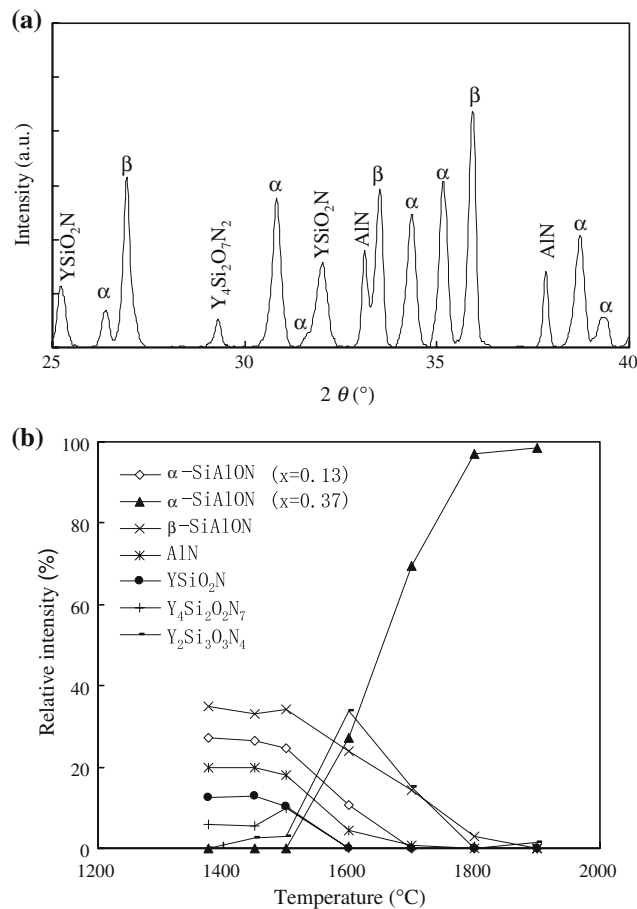 (a)
Intensity (a.u.)
YSiO₂N
α
β
Y₄Si₂O₇N₂
α
α
YSiO₂N
AlN
β
α
α
β
AlN
α
α
25 30 35 40
2 θ (°)
(b)
Relative intensity (%)
100
80
60
40
20
0
α-SiAlON (x=0.13)
α-SiAlON (x=0.37)
β-SiAlON
AlN
YSiO₂N
Y₄Si₂O₂N₇
Y₂Si₃O₃N₄
1200 1400 1600 1800 2000
Temperature (°C)